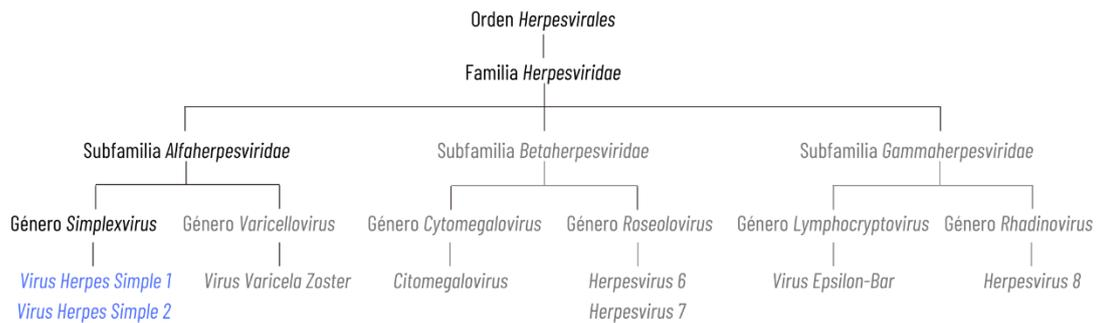 Orden Herpesvirales
Familia Herpesviridae
Subfamilia Alfaherpesviridae
Subfamilia Betaherpesviridae
Subfamilia Gammaherpesviridae
Género Simplexvirus
Género Varicellovirus
Género Cytomegalovirus
Género Roseolovirus
Género Lymphocryptovirus
Género Rhadinovirus
Virus Herpes Simple 1
Virus Varicela Zoster
Citomegalovirus
Herpesvirus 6
Virus Epsilon-Bar
Herpesvirus 8
Virus Herpes Simple 2
Herpesvirus 7